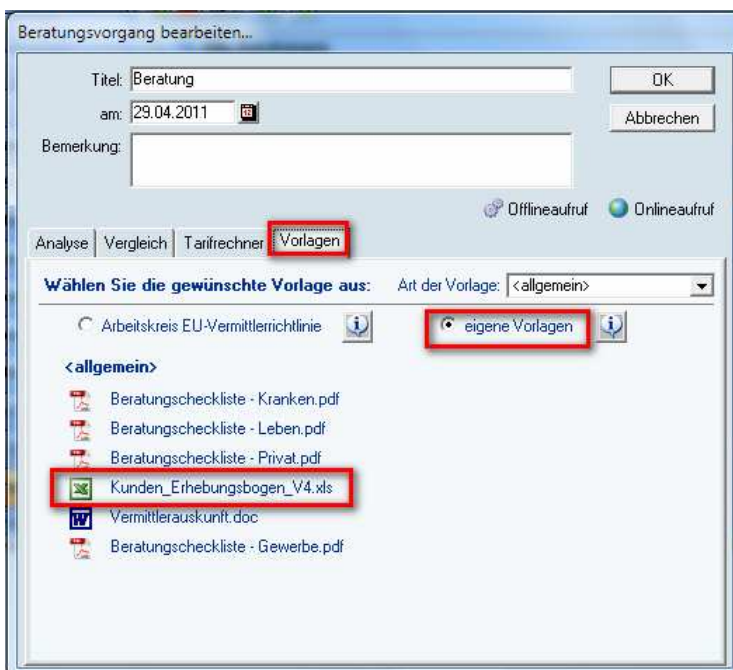 Beratungsvorgang bearbeiten...
Titel: Beratung
OK
am: 29.04.2011
Abbrechen
Bemerkung:
Offlineaufruf Onlineaufruf
Analyse Vergleich Tarifrechner Vorlagen
Wählen Sie die gewünschte Vorlage aus: Art der Vorlage: <allgemein>
Arbeitskreis EU-Vermittlerrichtlinie eigene Vorlagen
<allgemein>
Beratungscheckliste - Kranken.pdf
Beratungscheckliste - Leben.pdf
Beratungscheckliste - Privat.pdf
Kunden_Erhebungsbogen_V4.xls
Vermittlerauskunft.doc
Beratungscheckliste - Gewerbe.pdf